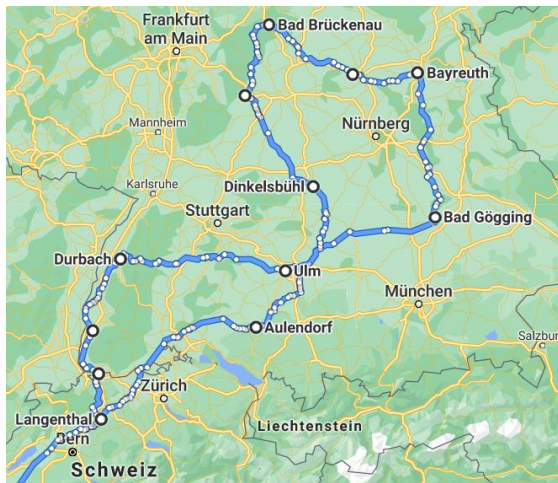 Frankfurt
am Main
Bad Brückenau
Bayreuth
Mannheim
Nürnberg
Karlsruhe
Dinkelsbühl
Stuttgart
Bad Gögging
Durbach
Ulm
München
Aulendorf
Salzbu
Zürich
Langenthal
Liechtenstein
Bern
Schweiz